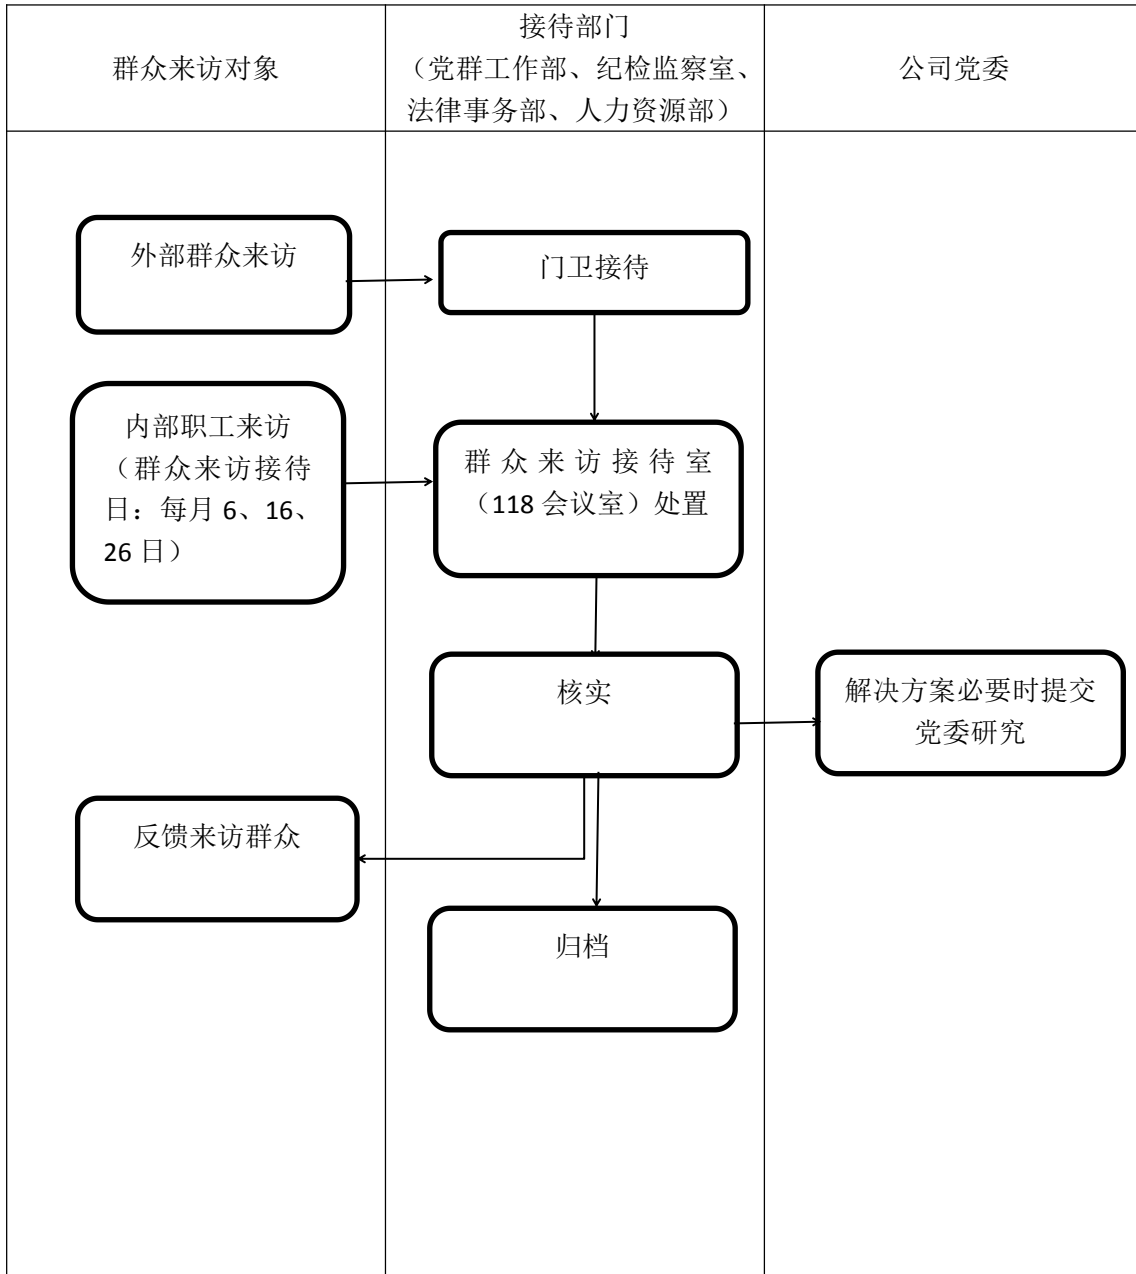 群众来访对象
接待部门
（党群工作部、纪检监察室、
法律事务部、人力资源部）
公司党委
外部群众来访
门卫接待
内部职工来访
（群众来访接待
日：每月 6、16、
26 日）
群众来访接待室
（118 会议室）处置
核实
解决方案必要时提交
党委研究
反馈来访群众
归档